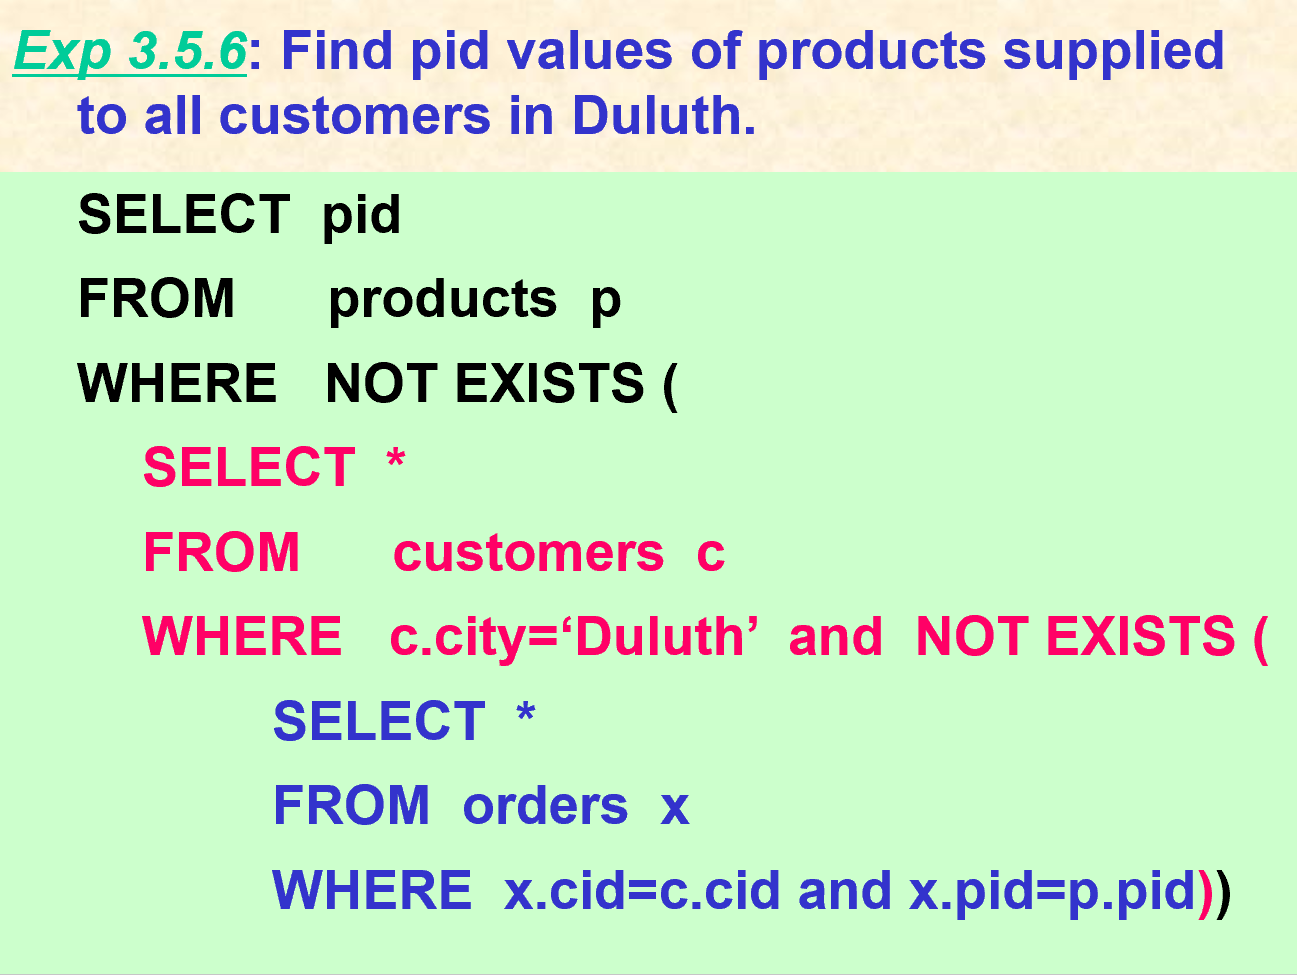 Exp 3.5.6: Find pid values of products supplied
to all customers in Duluth.
SELECT pid
FROM products p
WHERE NOT EXISTS (
SELECT *
FROM customers c
WHERE c.city=‘Duluth’ and NOT EXISTS (
SELECT *
FROM orders x
WHERE x.cid=c.cid and x.pid=p.pid))